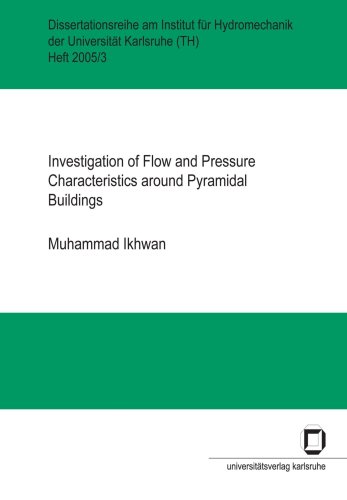 Dissertationsreihe am Institut für Hydromechanik
der Universität Karlsruhe (TH)
Heft 2005/3
Investigation of Flow and Pressure
Characteristics around Pyramidal
Buildings
Muhammad Ikhwan
universitätsverlag karlsruhe